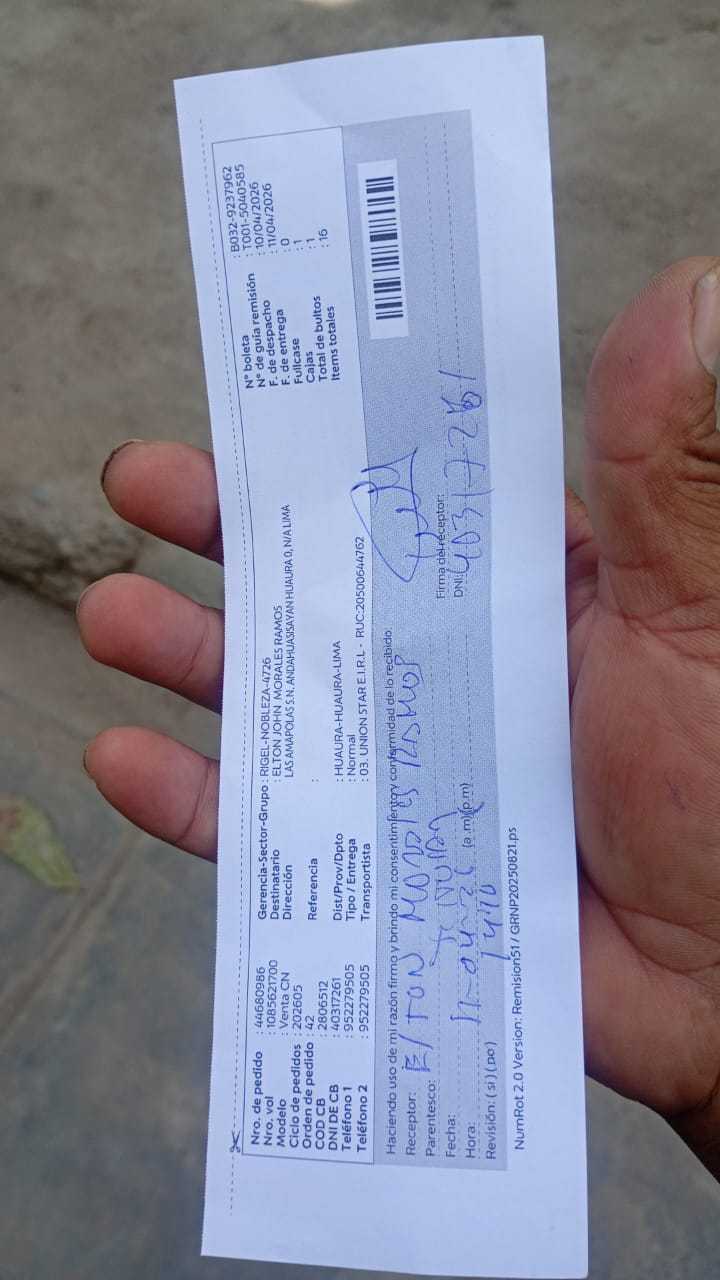 Nro. de pedido : 44680986
Nro. vol : 1085621700
Modelo : Venta CN
Ciclo de pedidos : 202605
Orden de pedido : 42
COD CB : 2806512
DNI DE CB : 40317261
Teléfono 1 : 952279505
Teléfono 2 : 952279505
Gerencia-Sector-Grupo : RIGEL-NOBLEZA-4726
Destinatario : ELTON JOHN MORALES RAMOS
Dirección LAS AMAPOLAS S.N. ANDAHUASISAYAN HUAURA 0, N/A LIMA
Referencia :
Dist/Prov/Dpto : HUAURA-HUAURA-LIMA
Tipo / Entrega : Normal
Transportista : 03. UNION STAR E.I.R.L - RUC:20500644762
N° boleta : B032-9237962
N° de guía remisión : T001-5040585
F. de despacho : 10/04/2026
F. de entrega : 11/04/2026
Fullcase : 0
Cajas : 1
Total de bultos : 1
Items totales : 16
Haciendo uso de mi razón firmo y brindo mi consentimiento y conformidad de lo recibido:
Receptor: Elton Morales Ramos
Parentesco: Titular
Fecha: 11-04-26
Hora: (a.m)(p.m)
Revisión: ( si ) ( no )
Firma del receptor:
DNI: 40317261
NumRot 2.0 Version: Remision51 / GRNP20250821.ps